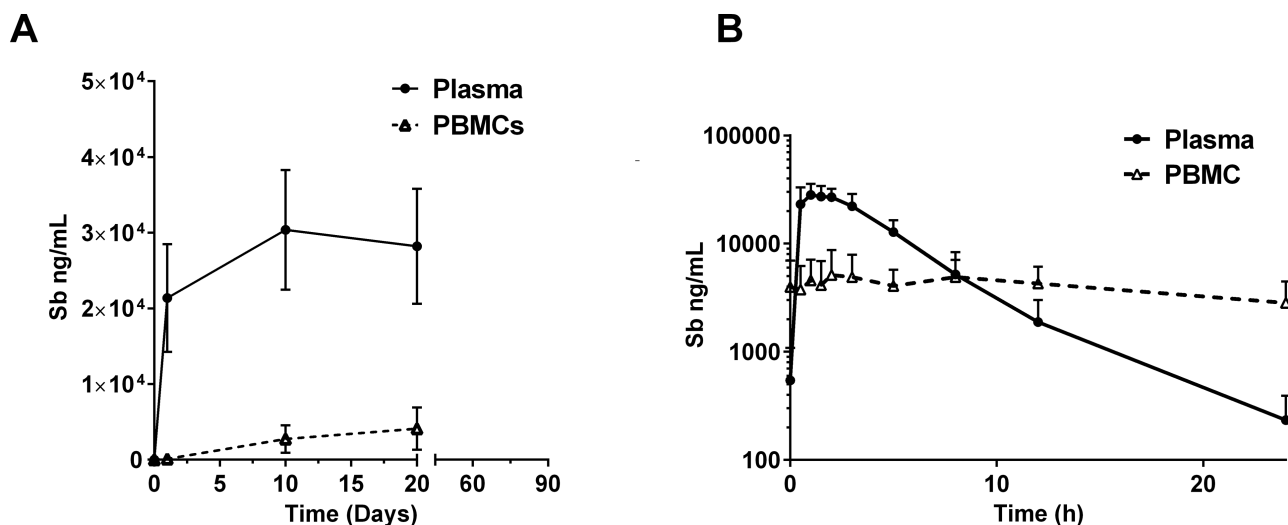 A
5×10⁴
4×10⁴
3×10⁴
2×10⁴
1×10⁴
0
Sb ng/mL
Plasma
PBMCs
0 5 10 15 20 60 90
Time (Days)
B
100000
10000
1000
100
Sb ng/mL
Plasma
PBMC
0 10 20
Time (h)